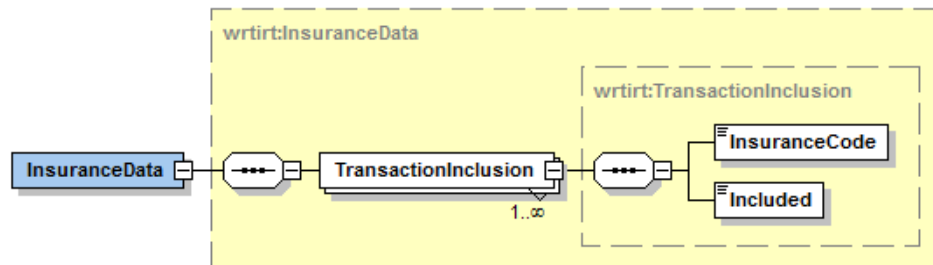 wrtirt:InsuranceData
wrtirt:TransactionInclusion
InsuranceCode
InsuranceData
TransactionInclusion
1..∞
Included